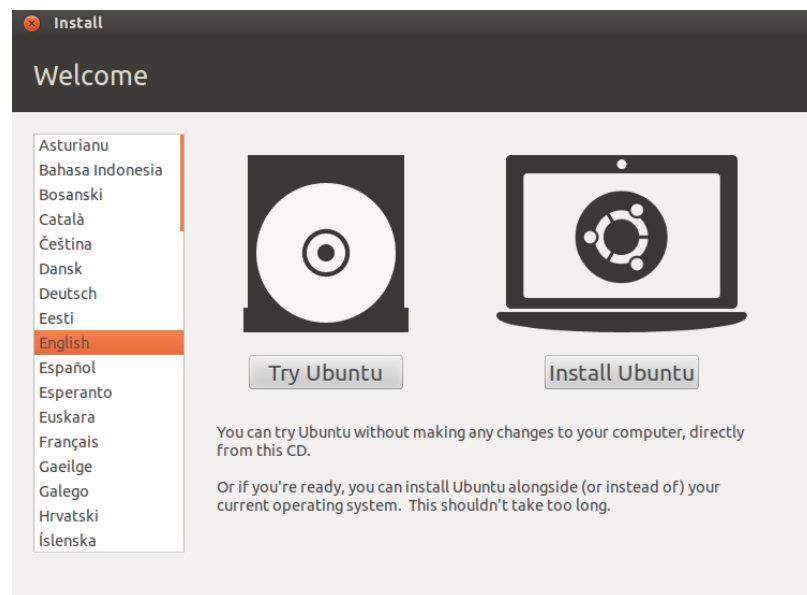 Install
Welcome
Asturianu
Bahasa Indonesia
Bosanski
Català
Čeština
Dansk
Deutsch
Eesti
English
Español
Esperanto
Euskara
Français
Gaeilge
Galego
Hrvatski
Íslenska
Try Ubuntu
Install Ubuntu
You can try Ubuntu without making any changes to your computer, directly
from this CD.
Or if you're ready, you can install Ubuntu alongside (or instead of) your
current operating system.  This shouldn't take too long.